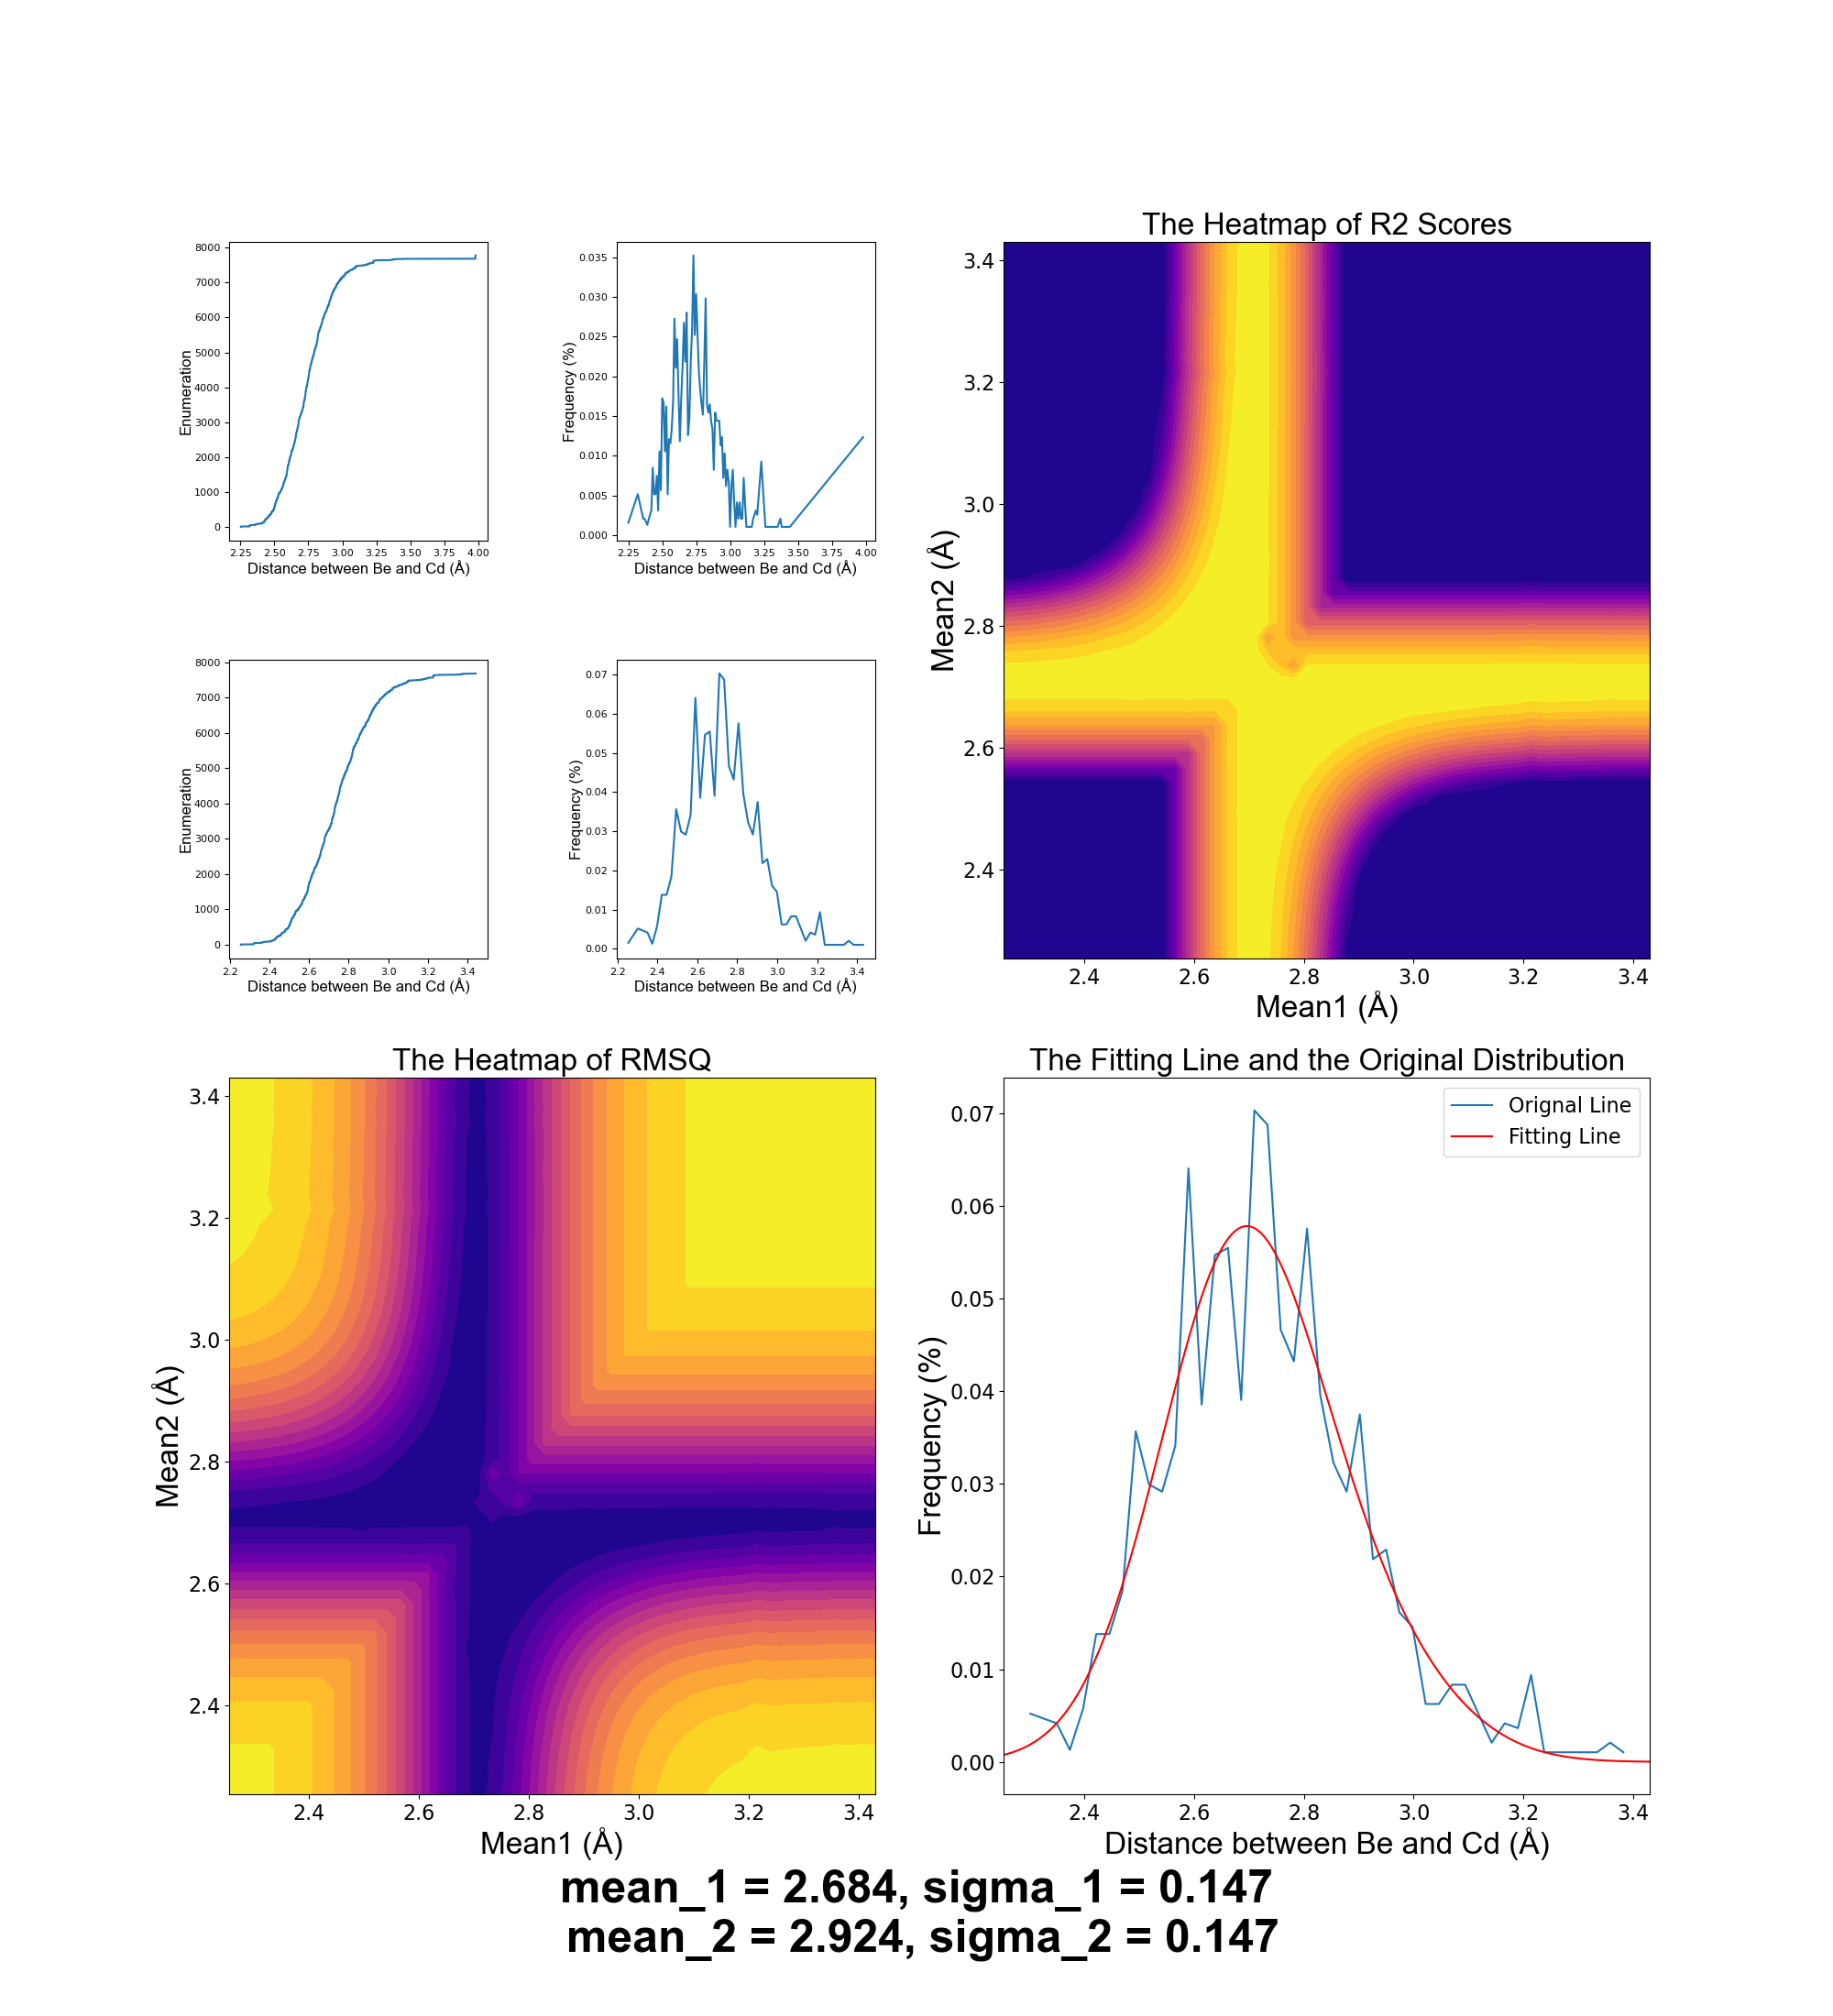 The Heatmap of R2 Scores
8000
7000
6000
5000
4000
3000
2000
1000
0
Enumeration
2.25 2.50 2.75 3.00 3.25 3.50 3.75 4.00
Distance between Be and Cd (Å)
0.035
0.030
0.025
0.020
0.015
0.010
0.005
0.000
Frequency (%)
2.25 2.50 2.75 3.00 3.25 3.50 3.75 4.00
Distance between Be and Cd (Å)
3.4
3.2
3.0
2.8
2.6
2.4
Mean2 (Å)
2.4 2.6 2.8 3.0 3.2 3.4
Mean1 (Å)
8000
7000
6000
5000
4000
3000
2000
1000
0
Enumeration
2.2 2.4 2.6 2.8 3.0 3.2 3.4
Distance between Be and Cd (Å)
0.07
0.06
0.05
0.04
0.03
0.02
0.01
0.00
Frequency (%)
2.2 2.4 2.6 2.8 3.0 3.2 3.4
Distance between Be and Cd (Å)
The Heatmap of RMSQ
3.4
3.2
3.0
2.8
2.6
2.4
Mean2 (Å)
2.4 2.6 2.8 3.0 3.2 3.4
Mean1 (Å)
The Fitting Line and the Original Distribution
Orignal Line
Fitting Line
0.07
0.06
0.05
0.04
0.03
0.02
0.01
0.00
Frequency (%)
2.4 2.6 2.8 3.0 3.2 3.4
Distance between Be and Cd (Å)
mean_1 = 2.684, sigma_1 = 0.147
mean_2 = 2.924, sigma_2 = 0.147